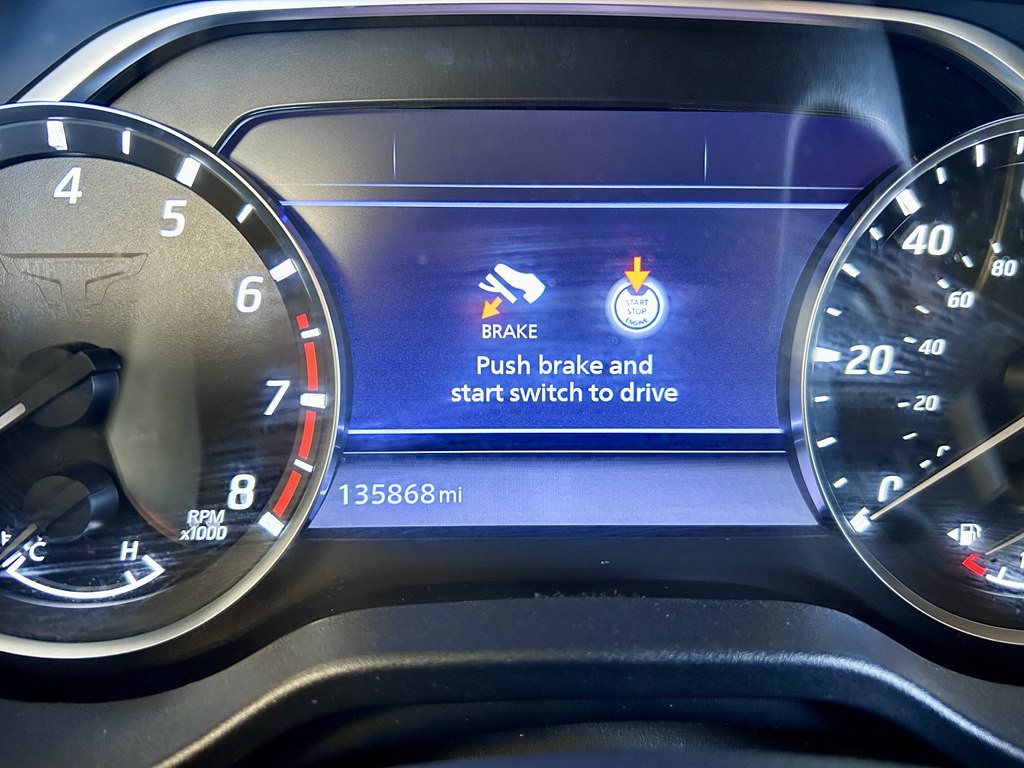 4
5
6
7
8
RPM
x1000
C
H
BRAKE
START
STOP
ENGINE
Push brake and
start switch to drive
135868mi
40
20
0
80
60
40
20